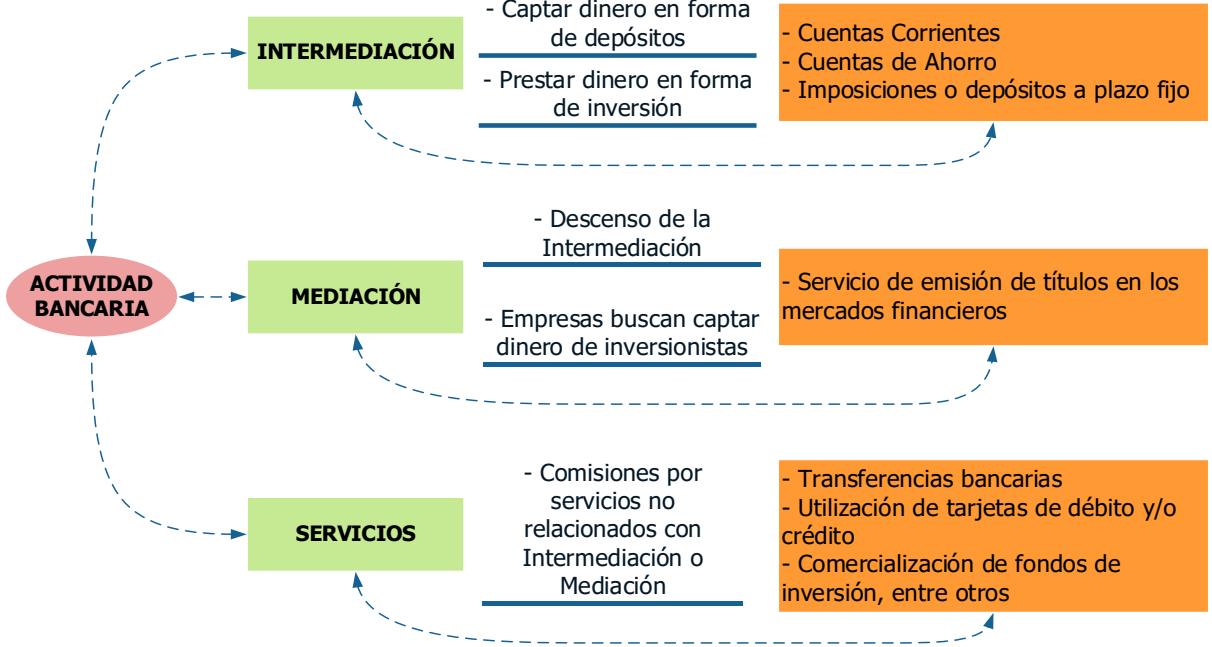 ACTIVIDAD
BANCARIA
INTERMEDIACIÓN
- Captar dinero en forma
de depósitos
- Prestar dinero en forma
de inversión
- Cuentas Corrientes
- Cuentas de Ahorro
- Imposiciones o depósitos a plazo fijo
MEDIACIÓN
- Descenso de la
Intermediación
- Empresas buscan captar
dinero de inversionistas
- Servicio de emisión de títulos en los
mercados financieros
SERVICIOS
- Comisiones por
servicios no
relacionados con
Intermediación o
Mediación
- Transferencias bancarias
- Utilización de tarjetas de débito y/o
crédito
- Comercialización de fondos de
inversión, entre otros